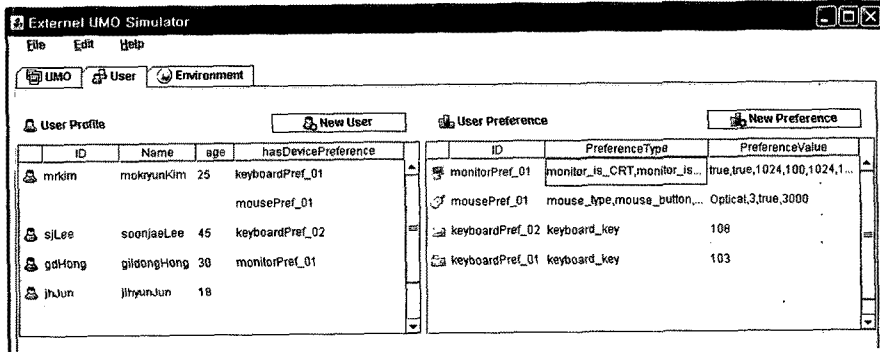 Externel UMO Simulator
File Edit Help
UMO User Environment
User Profile New User
ID Name age hasDevicePreference
mrkim mokryunKim 25 keyboardPref_01
mousePref_01
sjLee soonjaeLee 45 keyboardPref_02
gdHong gildongHong 30 monitorPref_01
jhJun jihyunJun 18
User Preference New Preference
ID PreferenceType PreferenceValue
monitorPref_01 monitor_is_CRT,monitor_is... true,true,1024,100,1024,1...
mousePref_01 mouse_type,mouse_button,... Optical,3,true,3000
keyboardPref_02 keyboard_key 108
keyboardPref_01 keyboard_key 103